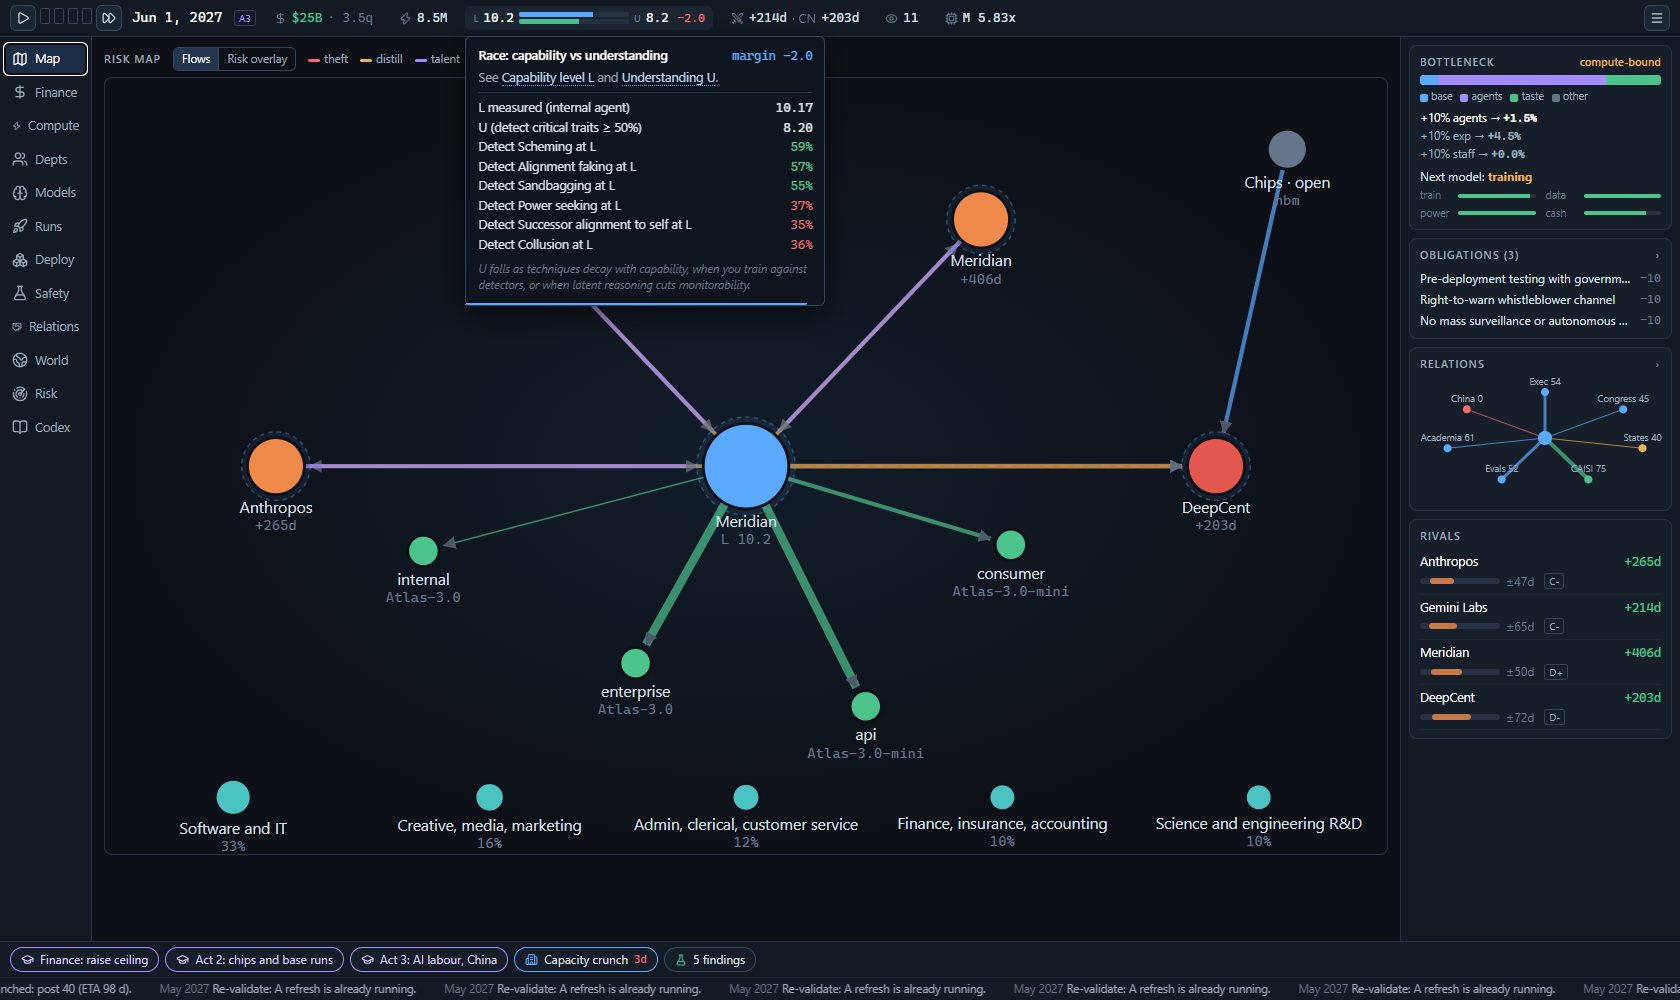 Jun 1, 2027 A3 $25B · 3.5q 8.5M L 10.2 U 8.2 −2.0 +214d · CN +203d 11 M 5.83x
Map
Finance
Compute
Depts
Models
Runs
Deploy
Safety
Relations
World
Risk
Codex
RISK MAP Flows Risk overlay theft distill talent
Race: capability vs understanding margin −2.0
See Capability level L and Understanding U.
L measured (internal agent) 10.17
U (detect critical traits ≥ 50%) 8.20
Detect Scheming at L 59%
Detect Alignment faking at L 57%
Detect Sandbagging at L 55%
Detect Power seeking at L 37%
Detect Successor alignment to self at L 35%
Detect Collusion at L 36%
U falls as techniques decay with capability, when you train against
detectors, or when latent reasoning cuts monitorability.
Chips · open
hbm
Meridian
+406d
Anthropos
+265d
Meridian
L 10.2
DeepCent
+203d
internal
Atlas-3.0
consumer
Atlas-3.0-mini
enterprise
Atlas-3.0
api
Atlas-3.0-mini
Software and IT
33%
Creative, media, marketing
16%
Admin, clerical, customer service
12%
Finance, insurance, accounting
10%
Science and engineering R&D
10%
BOTTLENECK compute-bound
base agents taste other
+10% agents → +1.5%
+10% exp → +4.5%
+10% staff → +0.0%
Next model: training
train data
power cash
OBLIGATIONS (3) ›
Pre-deployment testing with governm... −10
Right-to-warn whistleblower channel −10
No mass surveillance or autonomous ... −10
RELATIONS ›
Exec 54
China 0
Congress 45
Academia 61
States 40
Evals 52
CAISI 75
RIVALS
Anthropos +265d
±47d C-
Gemini Labs +214d
±65d C-
Meridian +406d
±50d D+
DeepCent +203d
±72d D-
Finance: raise ceiling
Act 2: chips and base runs
Act 3: AI labour, China
Capacity crunch 3d
5 findings
nched: post 40 (ETA 98 d). May 2027 Re-validate: A refresh is already running. May 2027 Re-validate: A refresh is already running. May 2027 Re-validate: A refresh is already running. May 2027 Re-validate: A refresh is already running. May 2027 Re-validate: A refresh is already running. May 2027 Re-valid